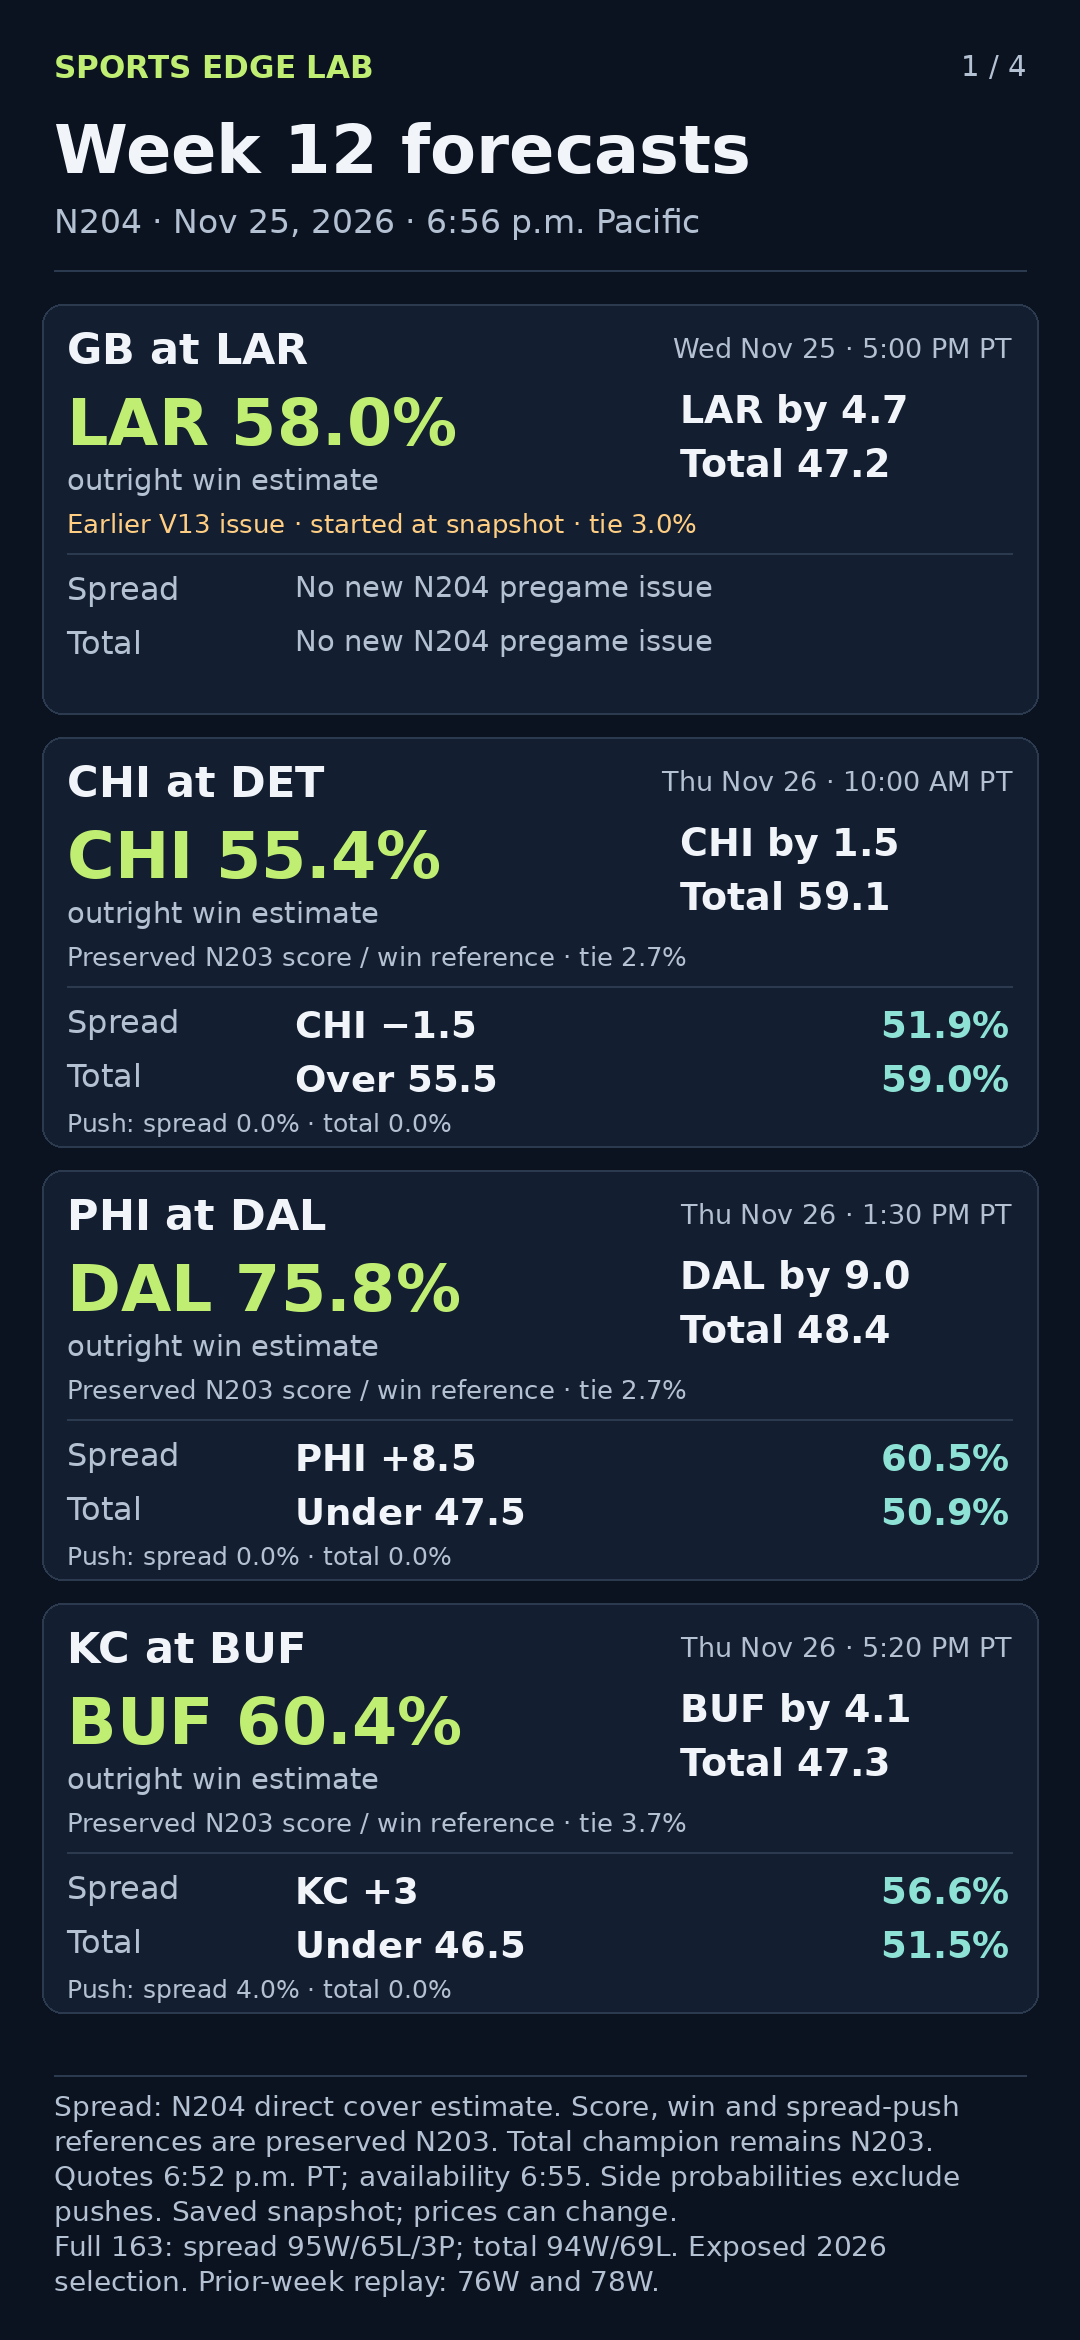 SPORTS EDGE LAB 1 / 4
Week 12 forecasts
N204 · Nov 25, 2026 · 6:56 p.m. Pacific
GB at LAR Wed Nov 25 · 5:00 PM PT
LAR 58.0% LAR by 4.7
Total 47.2
outright win estimate
Earlier V13 issue · started at snapshot · tie 3.0%
Spread No new N204 pregame issue
Total No new N204 pregame issue
CHI at DET Thu Nov 26 · 10:00 AM PT
CHI 55.4% CHI by 1.5
Total 59.1
outright win estimate
Preserved N203 score / win reference · tie 2.7%
Spread CHI −1.5 51.9%
Total Over 55.5 59.0%
Push: spread 0.0% · total 0.0%
PHI at DAL Thu Nov 26 · 1:30 PM PT
DAL 75.8% DAL by 9.0
Total 48.4
outright win estimate
Preserved N203 score / win reference · tie 2.7%
Spread PHI +8.5 60.5%
Total Under 47.5 50.9%
Push: spread 0.0% · total 0.0%
KC at BUF Thu Nov 26 · 5:20 PM PT
BUF 60.4% BUF by 4.1
Total 47.3
outright win estimate
Preserved N203 score / win reference · tie 3.7%
Spread KC +3 56.6%
Total Under 46.5 51.5%
Push: spread 4.0% · total 0.0%
Spread: N204 direct cover estimate. Score, win and spread-push
references are preserved N203. Total champion remains N203.
Quotes 6:52 p.m. PT; availability 6:55. Side probabilities exclude
pushes. Saved snapshot; prices can change.
Full 163: spread 95W/65L/3P; total 94W/69L. Exposed 2026
selection. Prior-week replay: 76W and 78W.